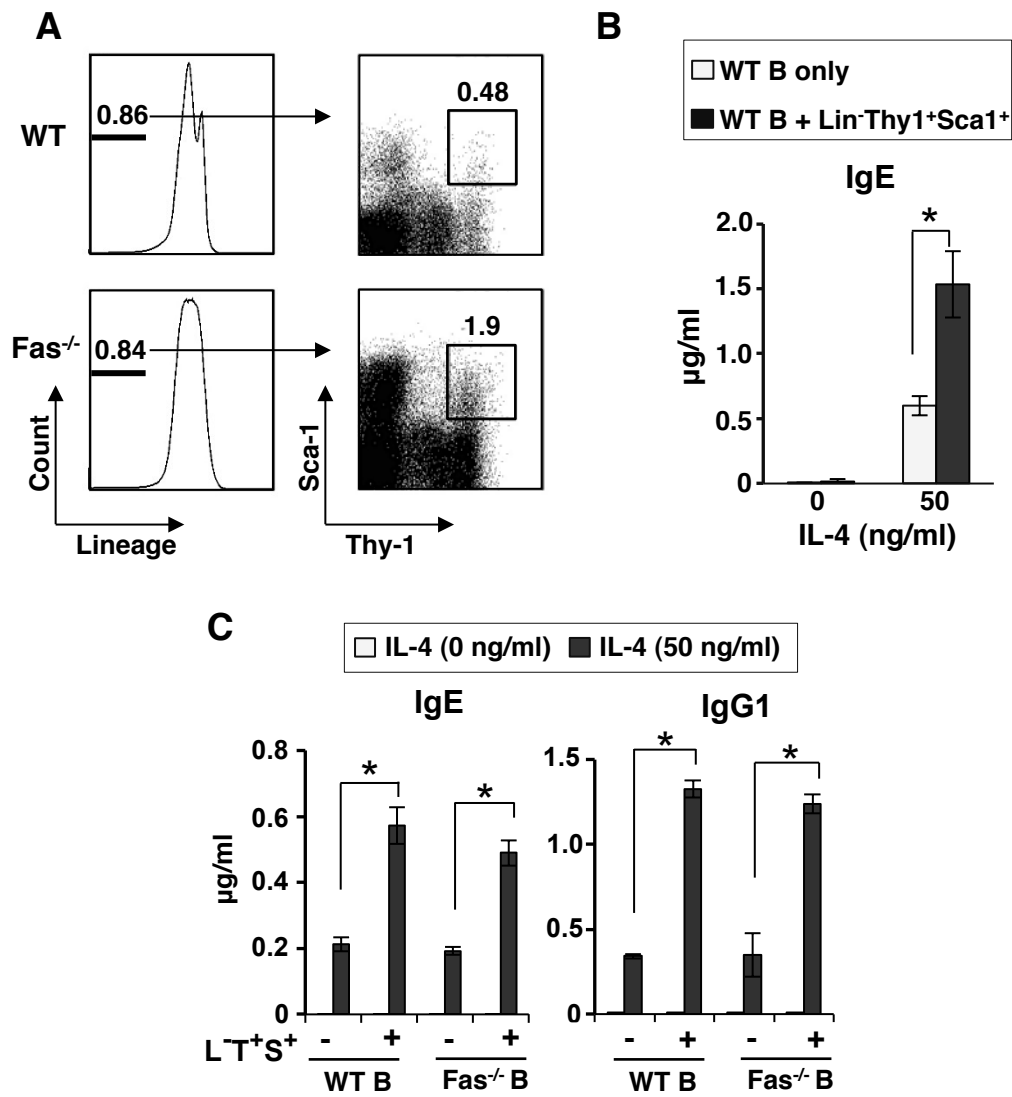 A
WT
0.86
0.48
Fas-/-
0.84
1.9
Count
Lineage
Sca-1
Thy-1
B
WT B only
WT B + Lin-Thy1+Sca1+
IgE
*
2.0
1.5
1.0
0.5
0
µg/ml
0 50
IL-4 (ng/ml)
C
IL-4 (0 ng/ml) IL-4 (50 ng/ml)
IgE
* *
0.8
0.6
0.4
0.2
0
µg/ml
IgG1
* *
1.5
1.0
0.5
0
L-T+S+ - + - + - + - +
WT B Fas-/- B WT B Fas-/- B